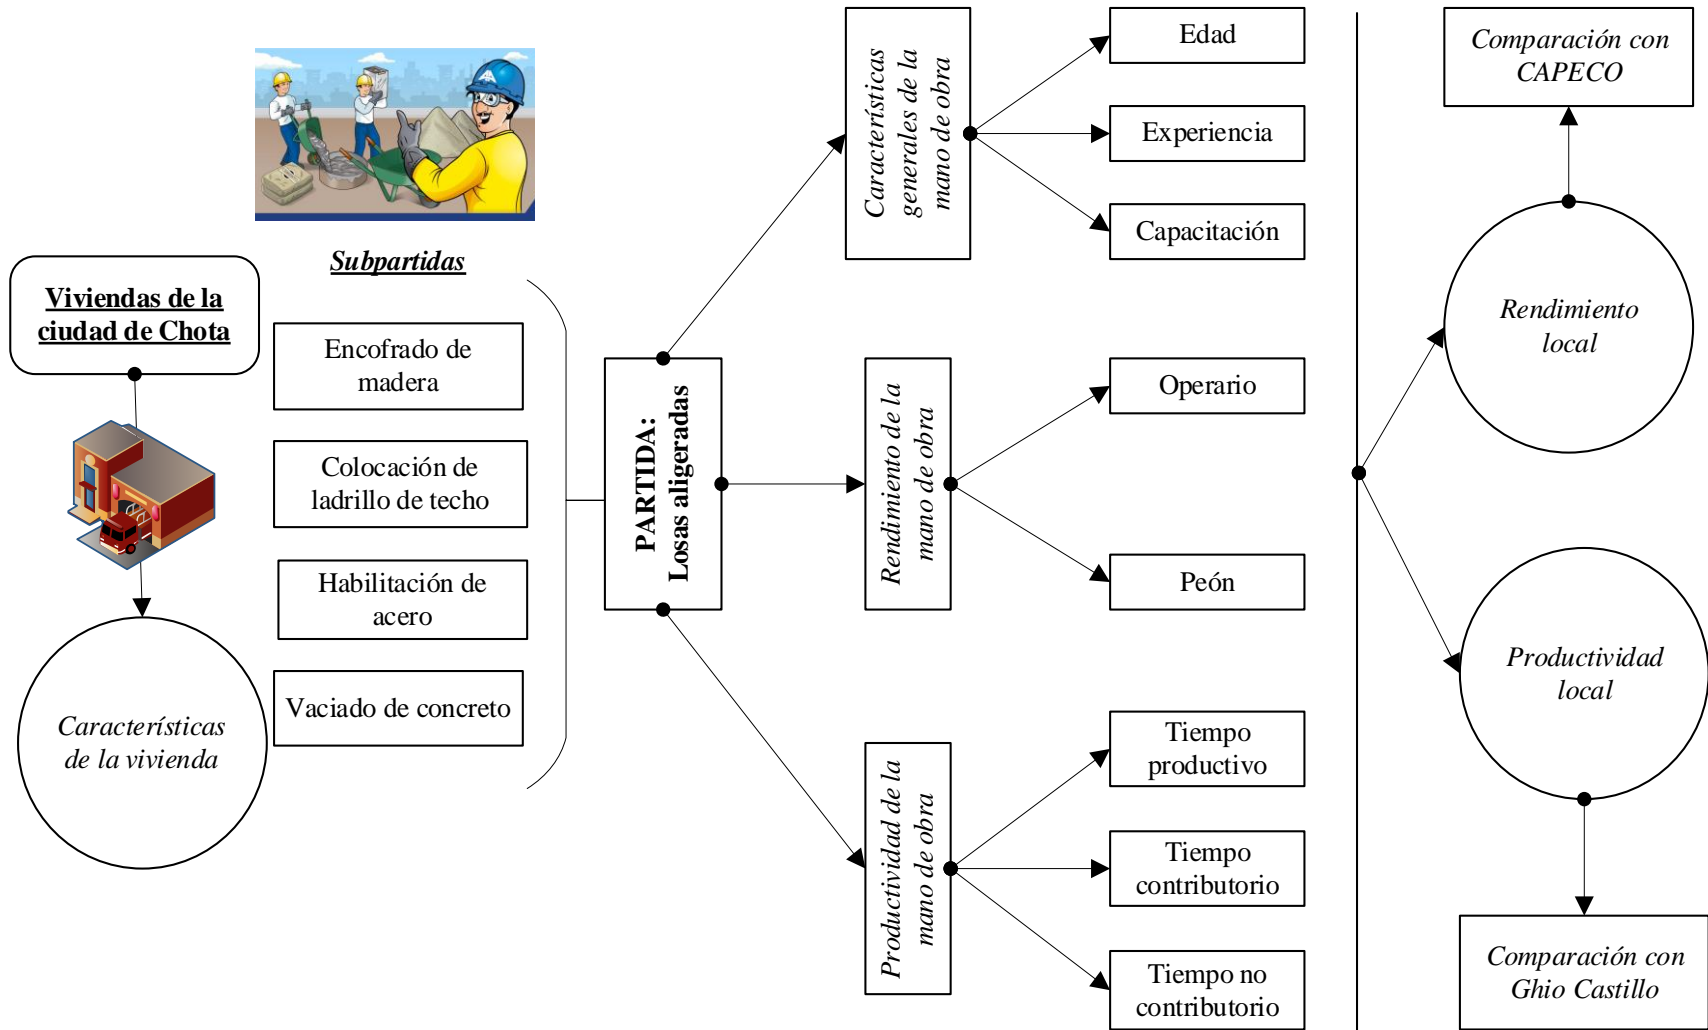 Viviendas de la
ciudad de Chota
Características
de la vivienda
Subpartidas
Encofrado de
madera
Colocación de
ladrillo de techo
Habilitación de
acero
Vaciado de concreto
PARTIDA:
Losas aligeradas
Características
generales de la
mano de obra
Edad
Experiencia
Capacitación
Rendimiento de la
mano de obra
Operario
Peón
Productividad de la
mano de obra
Tiempo
productivo
Tiempo
contributorio
Tiempo no
contributorio
Comparación con
CAPECO
Rendimiento
local
Productividad
local
Comparación con
Ghio Castillo